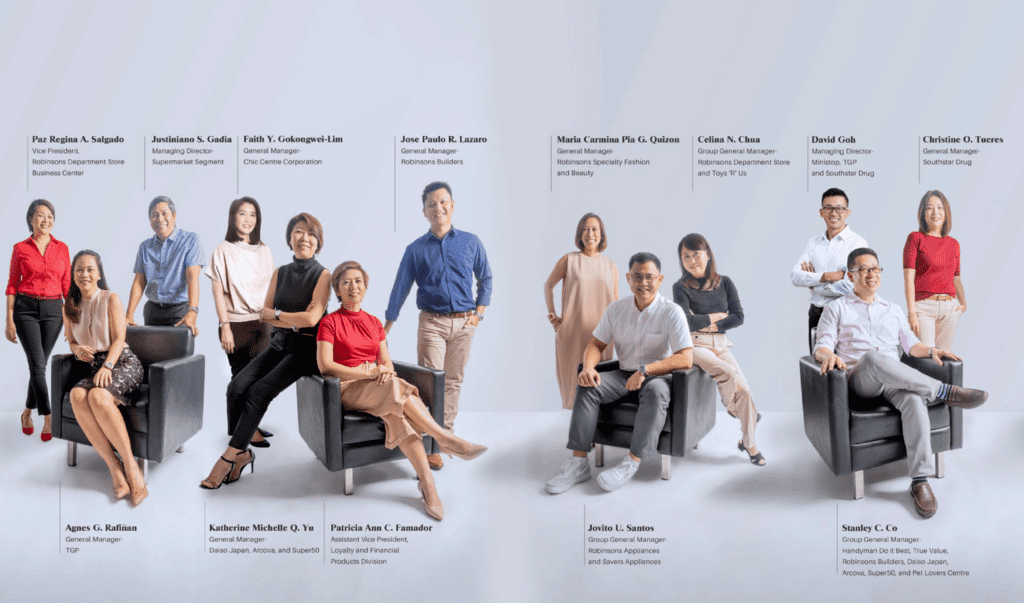 Paz Regina A. Salgado
Vice President,
Robinsons Department Store
Business Center
Justiniano S. Gadia
Managing Director-
Supermarket Segment
Faith Y. Gokongwei-Lim
General Manager-
Chic Centre Corporation
Jose Paulo R. Lazaro
General Manager-
Robinsons Builders
Maria Carmina Pia G. Quizon
General Manager-
Robinsons Specialty Fashion
and Beauty
Celina N. Chua
Group General Manager-
Robinsons Department Store
and Toys "R" Us
David Goh
Managing Director-
Ministop, TGP
and Southstar Drug
Christine O. Tueres
General Manager-
Southstar Drug
Agnes G. Rafiñan
General Manager-
TGP
Katherine Michelle Q. Yu
General Manager-
Daiso Japan, Arcova, and Super50
Patricia Ann C. Famador
Assistant Vice President,
Loyalty and Financial
Products Division
Jovito U. Santos
Group General Manager-
Robinsons Appliances
and Savers Appliances
Stanley C. Co
Group General Manager-
Handyman Do it Best, True Value,
Robinsons Builders, Daiso Japan,
Arcova, Super50, and Pet Lovers Centre